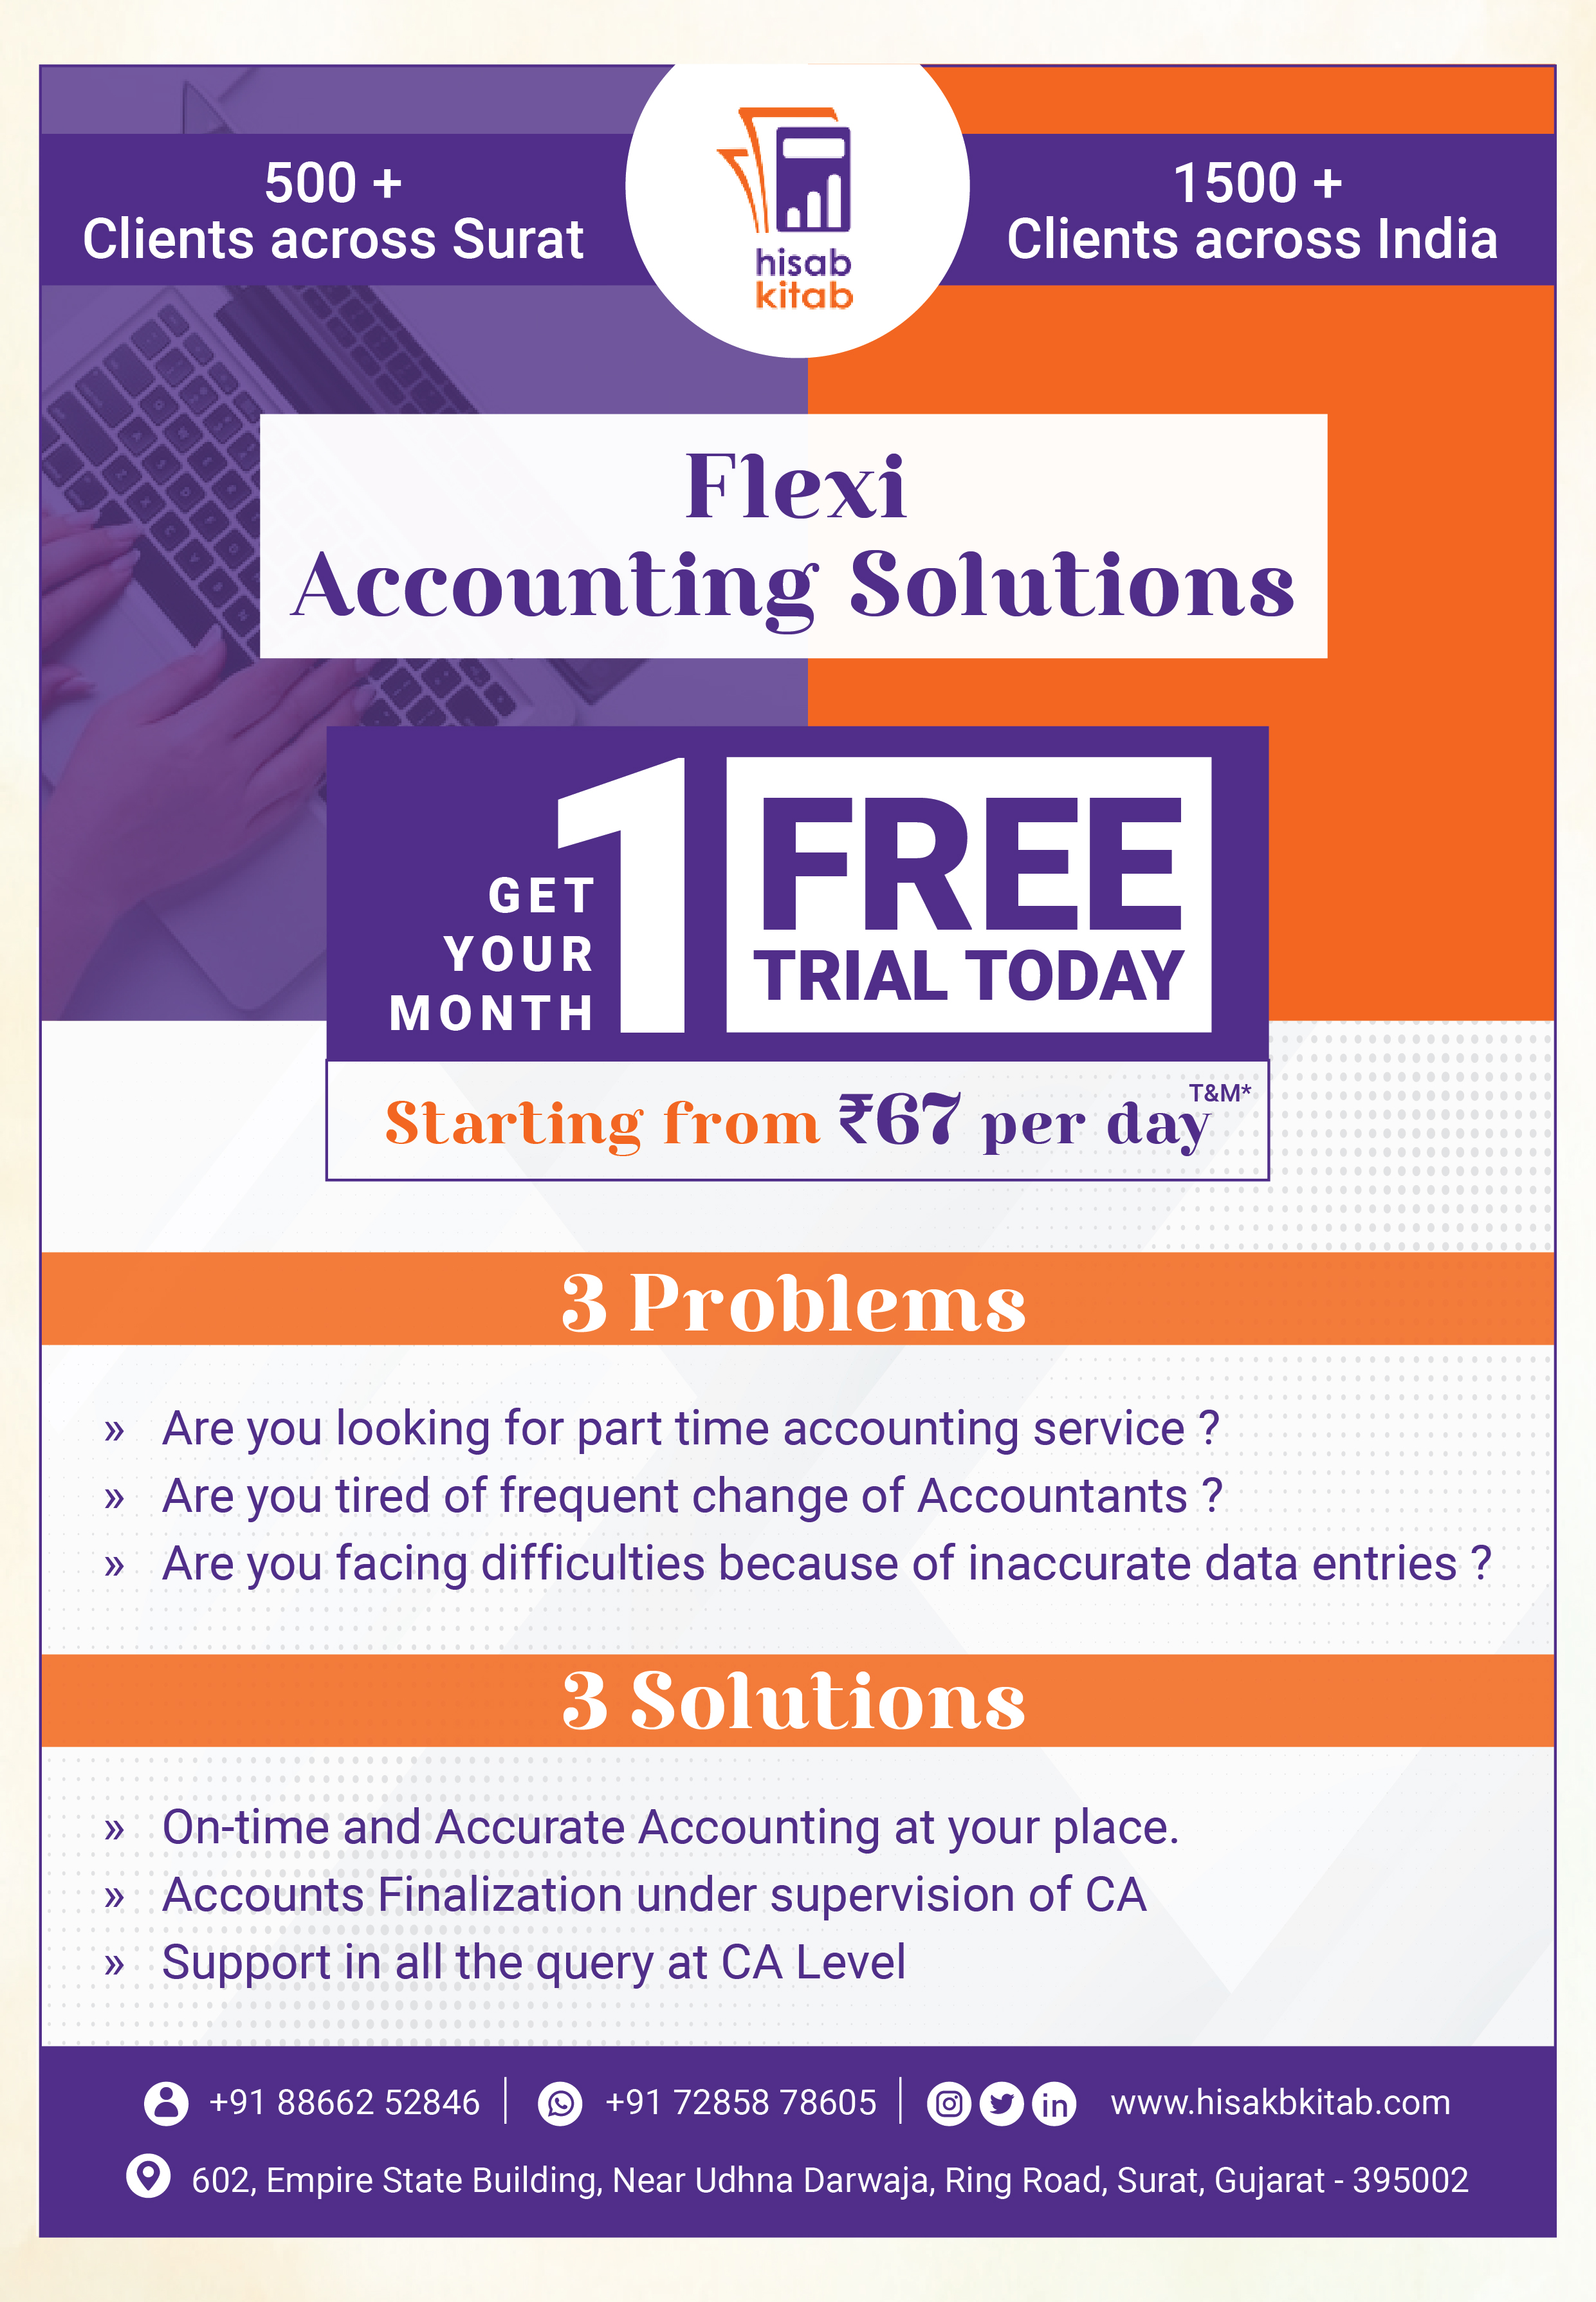 500 +
Clients across Surat
hisab
kitab
1500 +
Clients across India
Flexi
Accounting Solutions
GET
YOUR
MONTH
1
FREE
TRIAL TODAY
Starting from ₹67 per day T&M*
3 Problems
» Are you looking for part time accounting service ?
» Are you tired of frequent change of Accountants ?
» Are you facing difficulties because of inaccurate data entries ?
3 Solutions
» On-time and Accurate Accounting at your place.
» Accounts Finalization under supervision of CA
» Support in all the query at CA Level
+91 88662 52846 | +91 72858 78605 | in www.hisakbkitab.com
602, Empire State Building, Near Udhna Darwaja, Ring Road, Surat, Gujarat - 395002